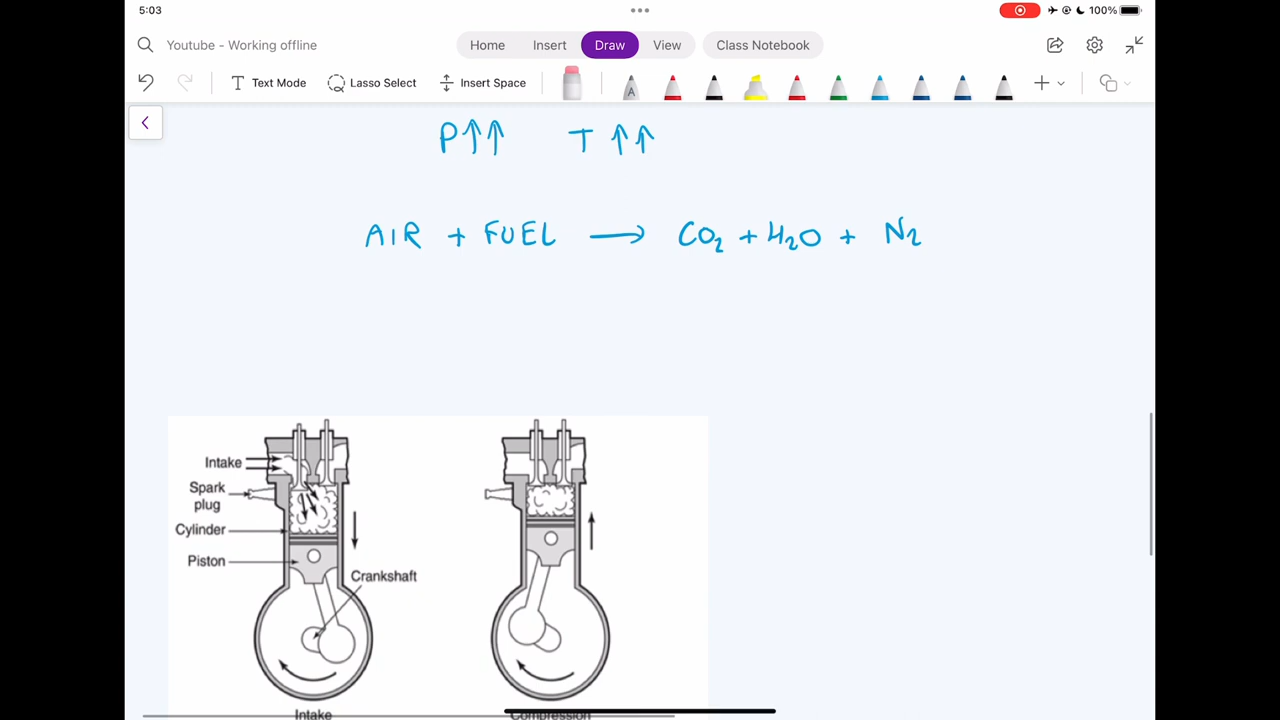 5:03
100%
Youtube - Working offline
Home Insert Draw View Class Notebook
Text Mode Lasso Select Insert Space
A
P↑↑ T↑↑
AIR + FUEL → CO₂ + H₂O + N₂
Intake
Spark
plug
Cylinder
Piston
Crankshaft
Intake Compression